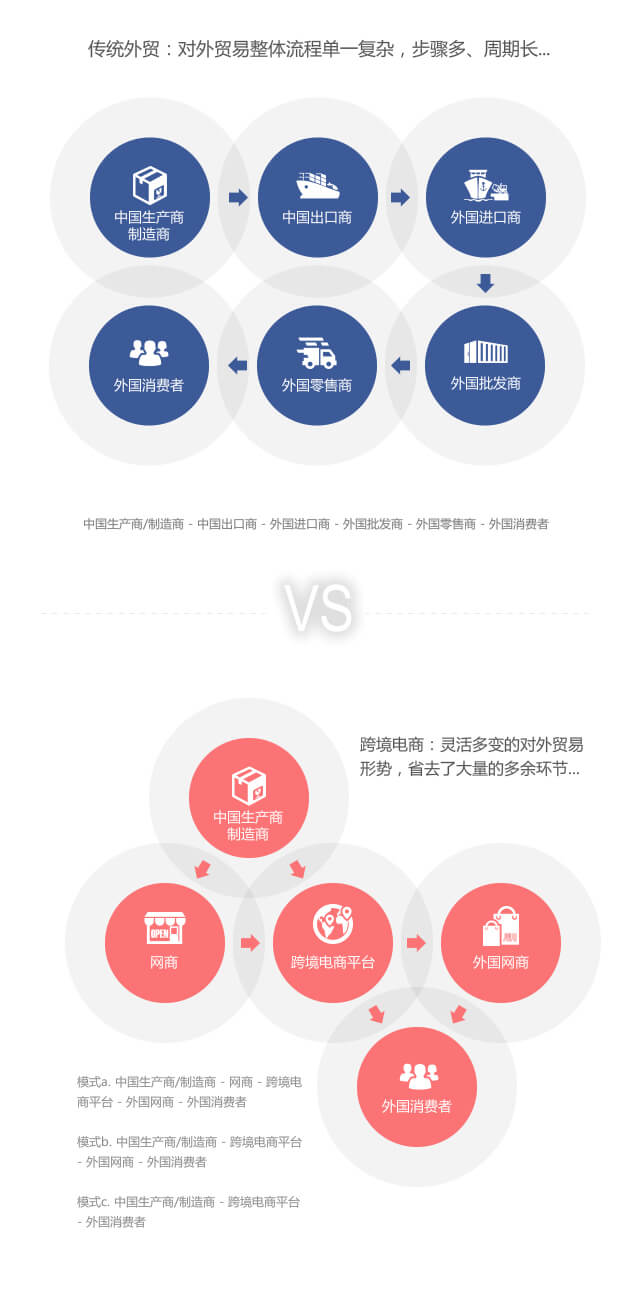 传统外贸：对外贸易整体流程单一复杂，步骤多、周期长...
中国生产商
制造商
中国出口商
外国进口商
外国消费者
外国零售商
外国批发商
中国生产商/制造商 - 中国出口商 - 外国进口商 - 外国批发商 - 外国零售商 - 外国消费者
VS
跨境电商：灵活多变的对外贸易
形势，省去了大量的多余环节...
中国生产商
制造商
OPEN
网商
跨境电商平台
外国网商
外国消费者
模式a. 中国生产商/制造商 - 网商 - 跨境电
商平台 - 外国网商 - 外国消费者
模式b. 中国生产商/制造商 - 跨境电商平台
- 外国网商 - 外国消费者
模式c. 中国生产商/制造商 - 跨境电商平台
- 外国消费者